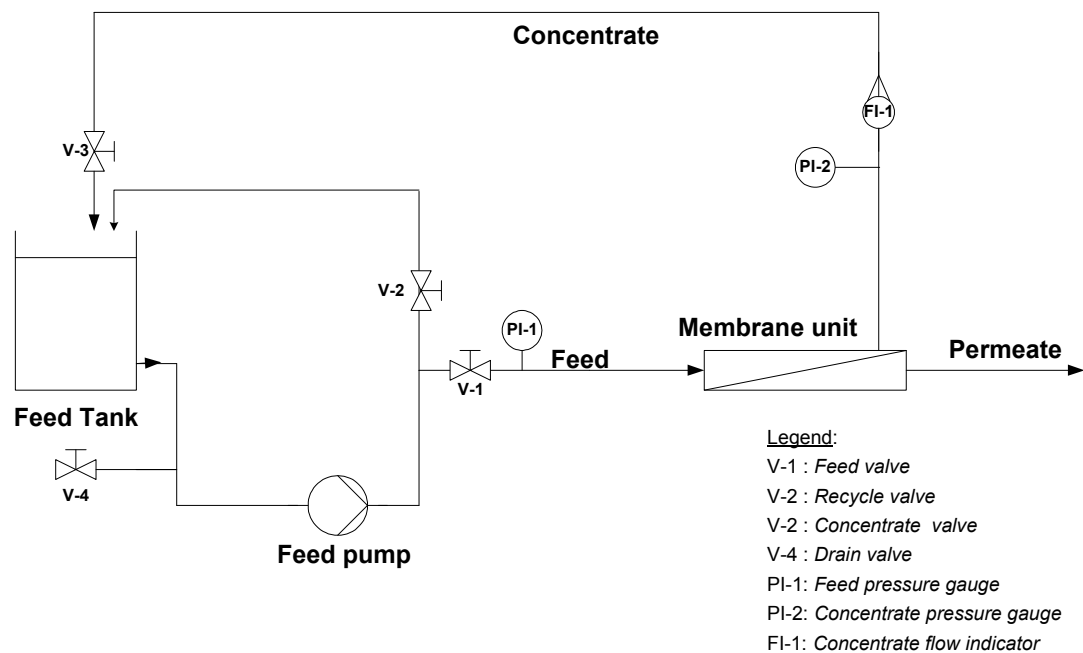 Concentrate
FI-1
V-3
PI-2
V-2
PI-1
Membrane unit
Permeate
Feed
V-1
Feed Tank
V-4
Feed pump
Legend:
V-1 : Feed valve
V-2 : Recycle valve
V-2 : Concentrate valve
V-4 : Drain valve
PI-1: Feed pressure gauge
PI-2: Concentrate pressure gauge
FI-1: Concentrate flow indicator